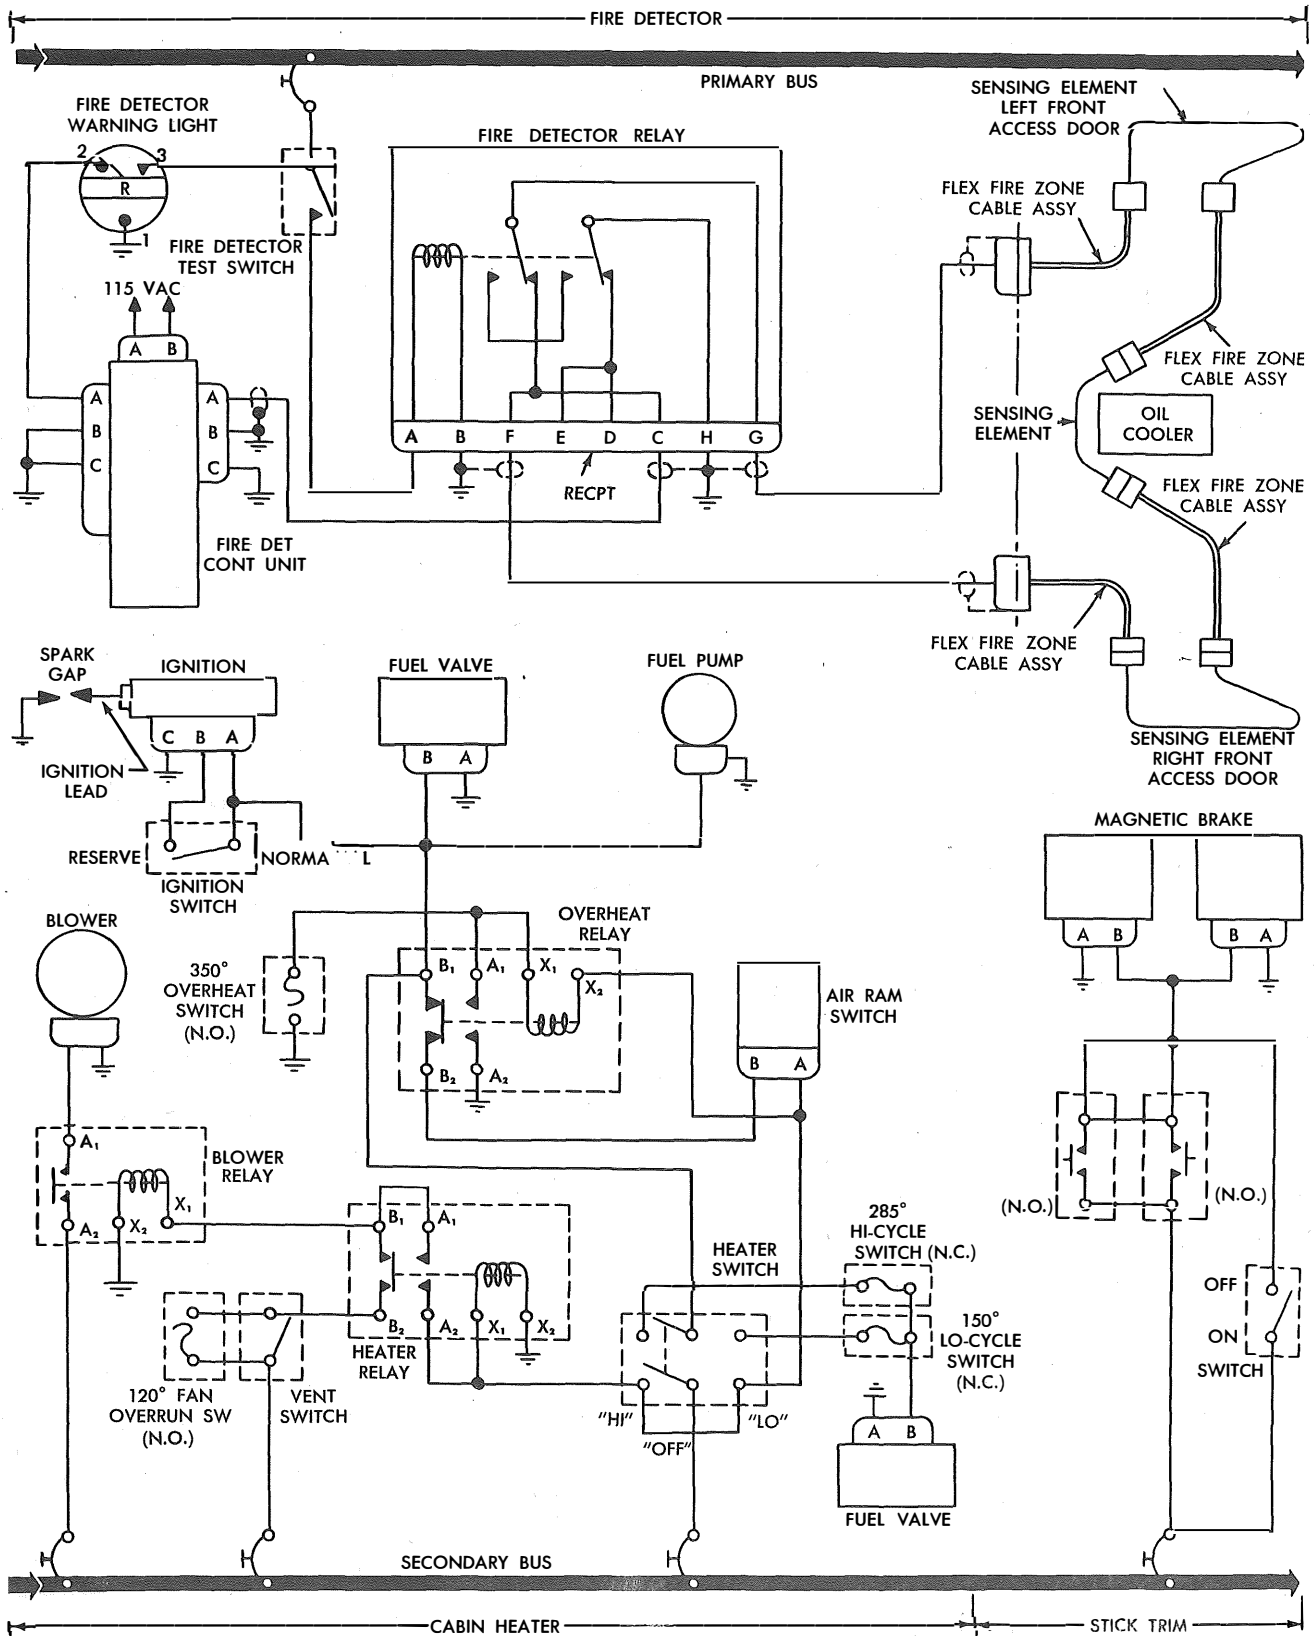 FIRE DETECTOR
PRIMARY BUS
FIRE DETECTOR
WARNING LIGHT
2
3
R
1
FIRE DETECTOR
TEST SWITCH
115 VAC
A B
A
B
C
A
B
C
FIRE DET
CONT UNIT
FIRE DETECTOR RELAY
A B F E D C H G
RECPT
SENSING ELEMENT
LEFT FRONT
ACCESS DOOR
FLEX FIRE ZONE
CABLE ASSY
FLEX FIRE ZONE
CABLE ASSY
SENSING
ELEMENT
OIL
COOLER
FLEX FIRE ZONE
CABLE ASSY
FLEX FIRE ZONE
CABLE ASSY
SENSING ELEMENT
RIGHT FRONT
ACCESS DOOR
SPARK
GAP
IGNITION
C B A
IGNITION
LEAD
RESERVE
NORMAL
IGNITION
SWITCH
FUEL VALVE
B A
FUEL PUMP
MAGNETIC BRAKE
A B
B A
BLOWER
350°
OVERHEAT
SWITCH
(N.O.)
OVERHEAT
RELAY
B1 A1 X1
X2
B2 A2
AIR RAM
SWITCH
B A
A1
BLOWER
RELAY
X1
A2 X2
B1 A1
B2 A2 X1 X2
HEATER
RELAY
120° FAN
OVERRUN SW
(N.O.)
VENT
SWITCH
HEATER
SWITCH
"HI"
"OFF"
"LO"
285°
HI-CYCLE
SWITCH (N.C.)
150°
LO-CYCLE
SWITCH
(N.C.)
A B
FUEL VALVE
(N.O.)
(N.O.)
OFF
ON
SWITCH
SECONDARY BUS
CABIN HEATER
STICK TRIM